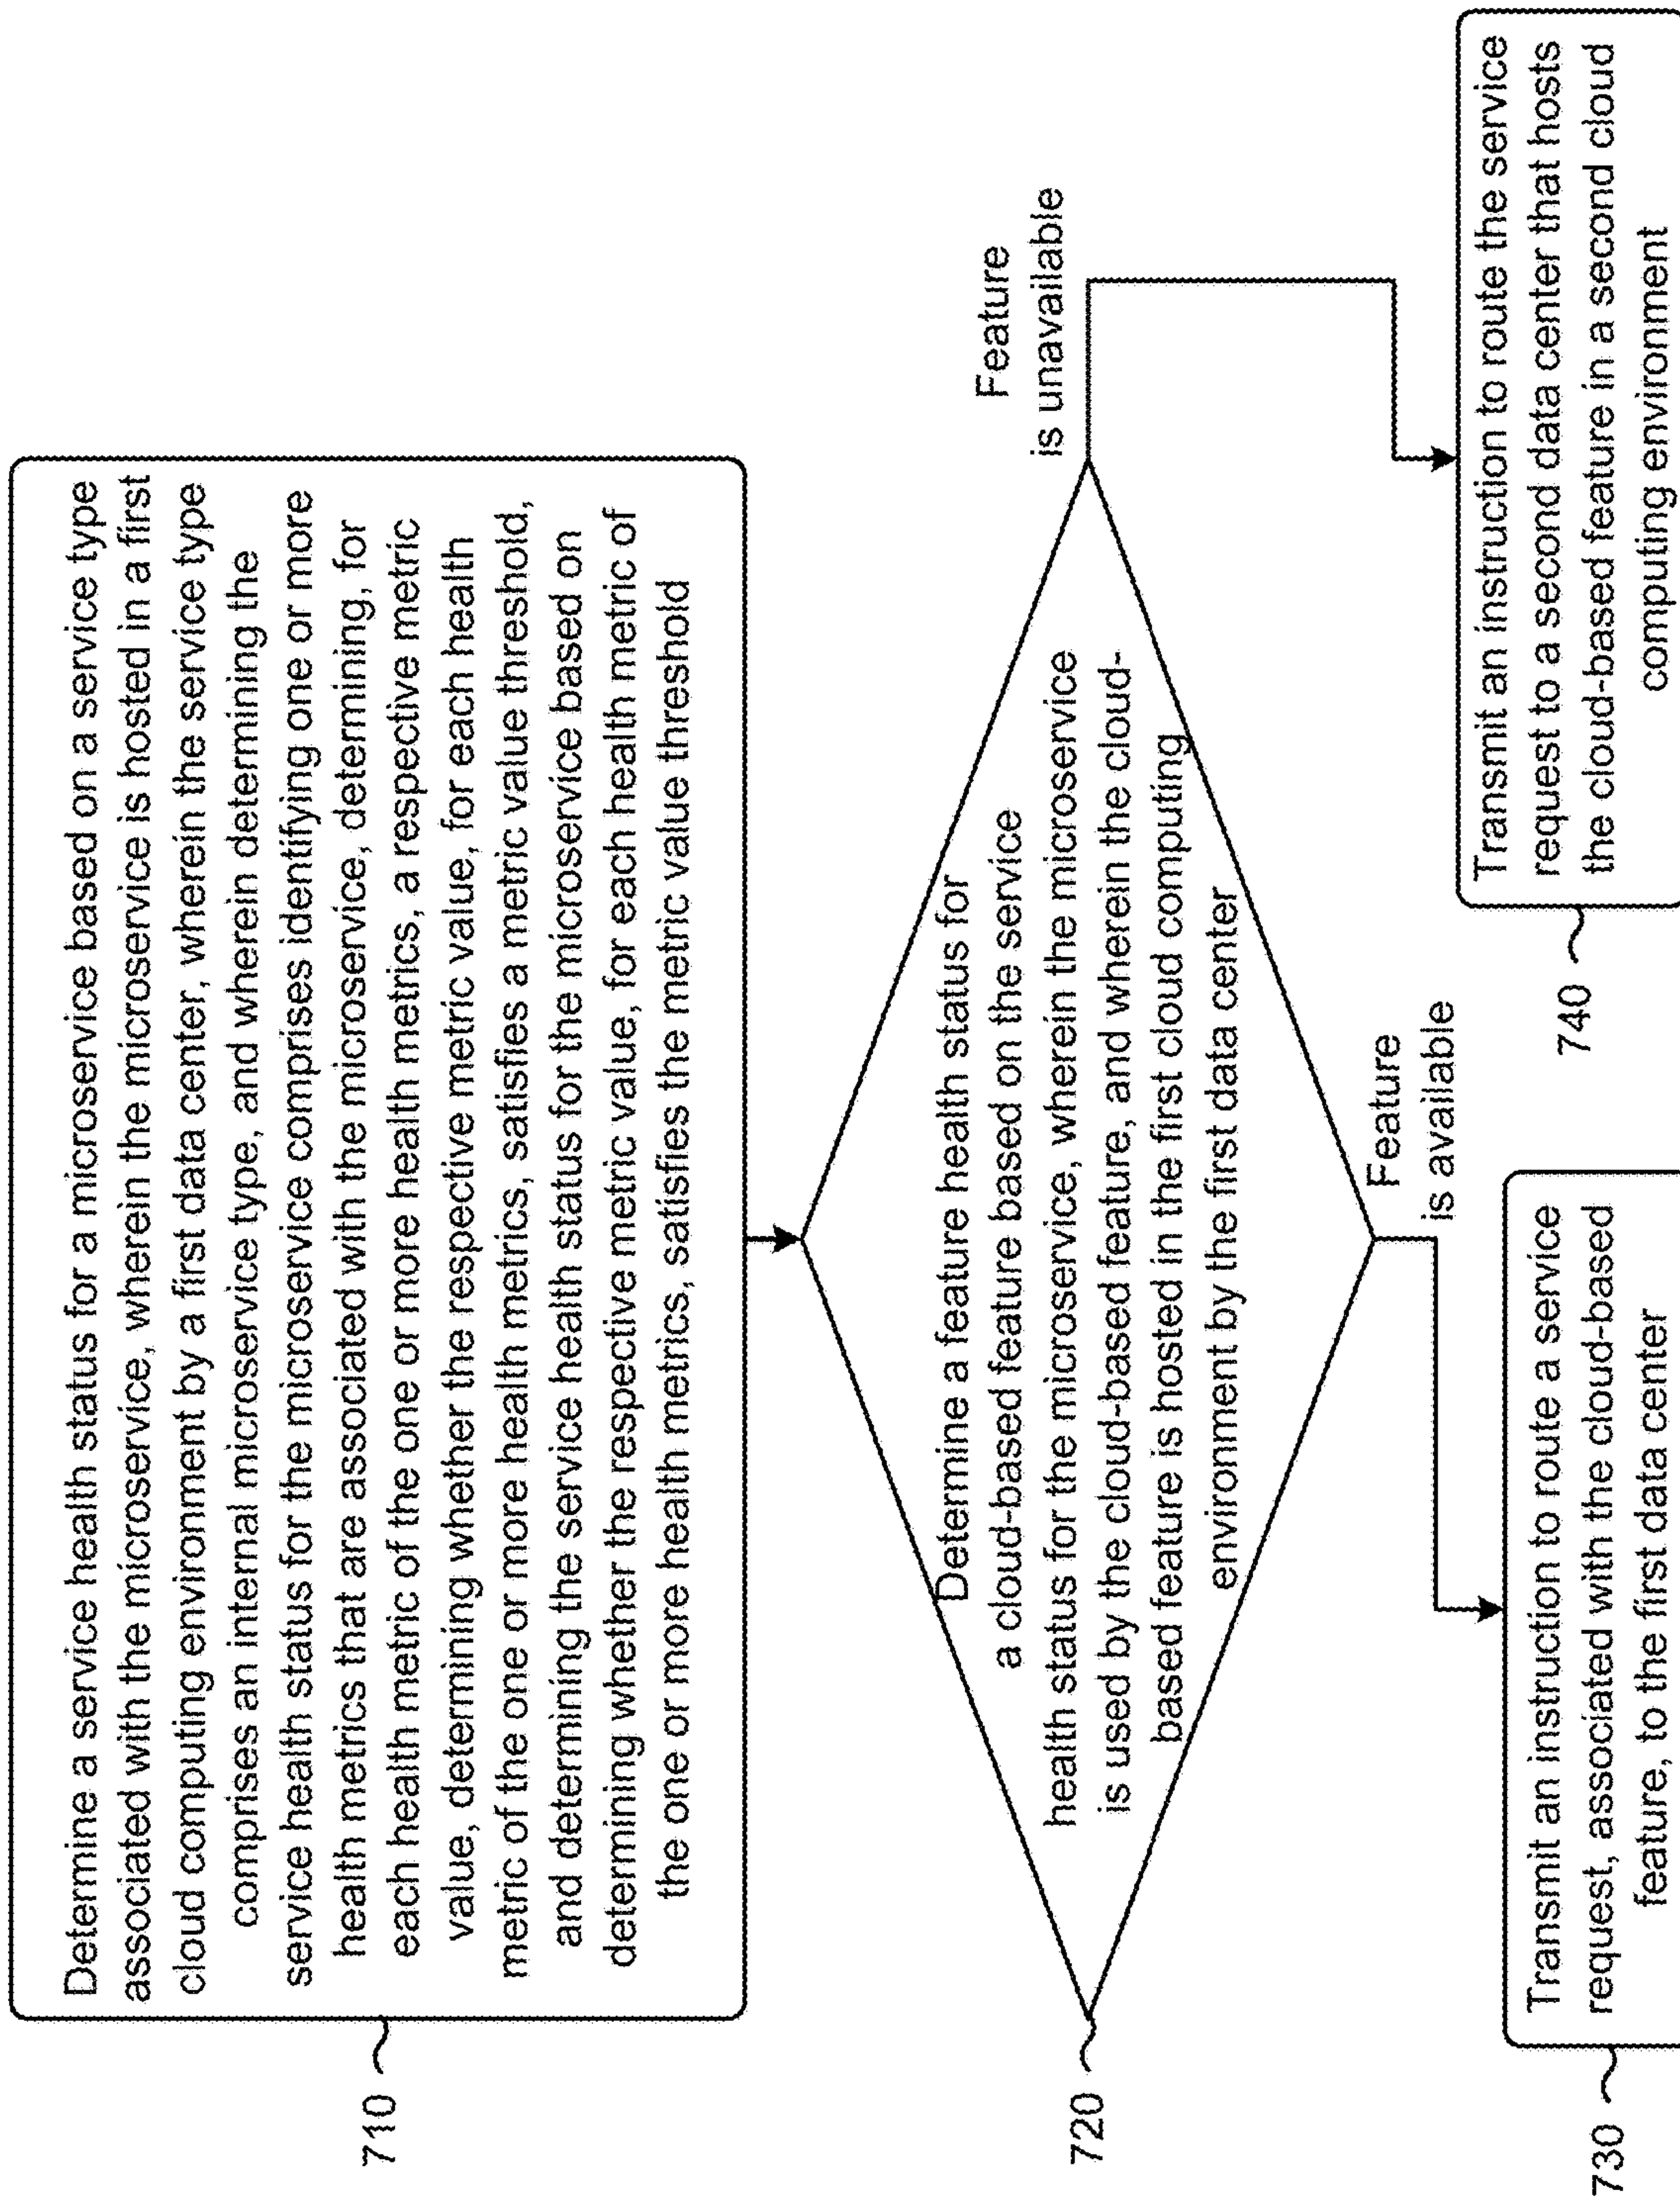 Determine a service health status for a microservice based on a service type
associated with the microservice, wherein the microservice is hosted in a first
cloud computing environment by a first data center, wherein the service type
comprises an internal microservice type, and wherein determining the
service health status for the microservice comprises identifying one or more
health metrics that are associated with the microservice, determining, for
each health metric of the one or more health metrics, a respective metric
value, determining whether the respective metric value, for each health
metric of the one or more health metrics, satisfies a metric value threshold,
and determining the service health status for the microservice based on
determining whether the respective metric value, for each health metric of
the one or more health metrics, satisfies the metric value threshold
710
Determine a feature health status for
a cloud-based feature based on the service
health status for the microservice, wherein the microservice
is used by the cloud-based feature, and wherein the cloud-
based feature is hosted in the first cloud computing
environment by the first data center
720
Feature
is unavailable
Feature
is available
Transmit an instruction to route a service
request, associated with the cloud-based
feature, to the first data center
730
Transmit an instruction to route the service
request to a second data center that hosts
the cloud-based feature in a second cloud
computing environment
740